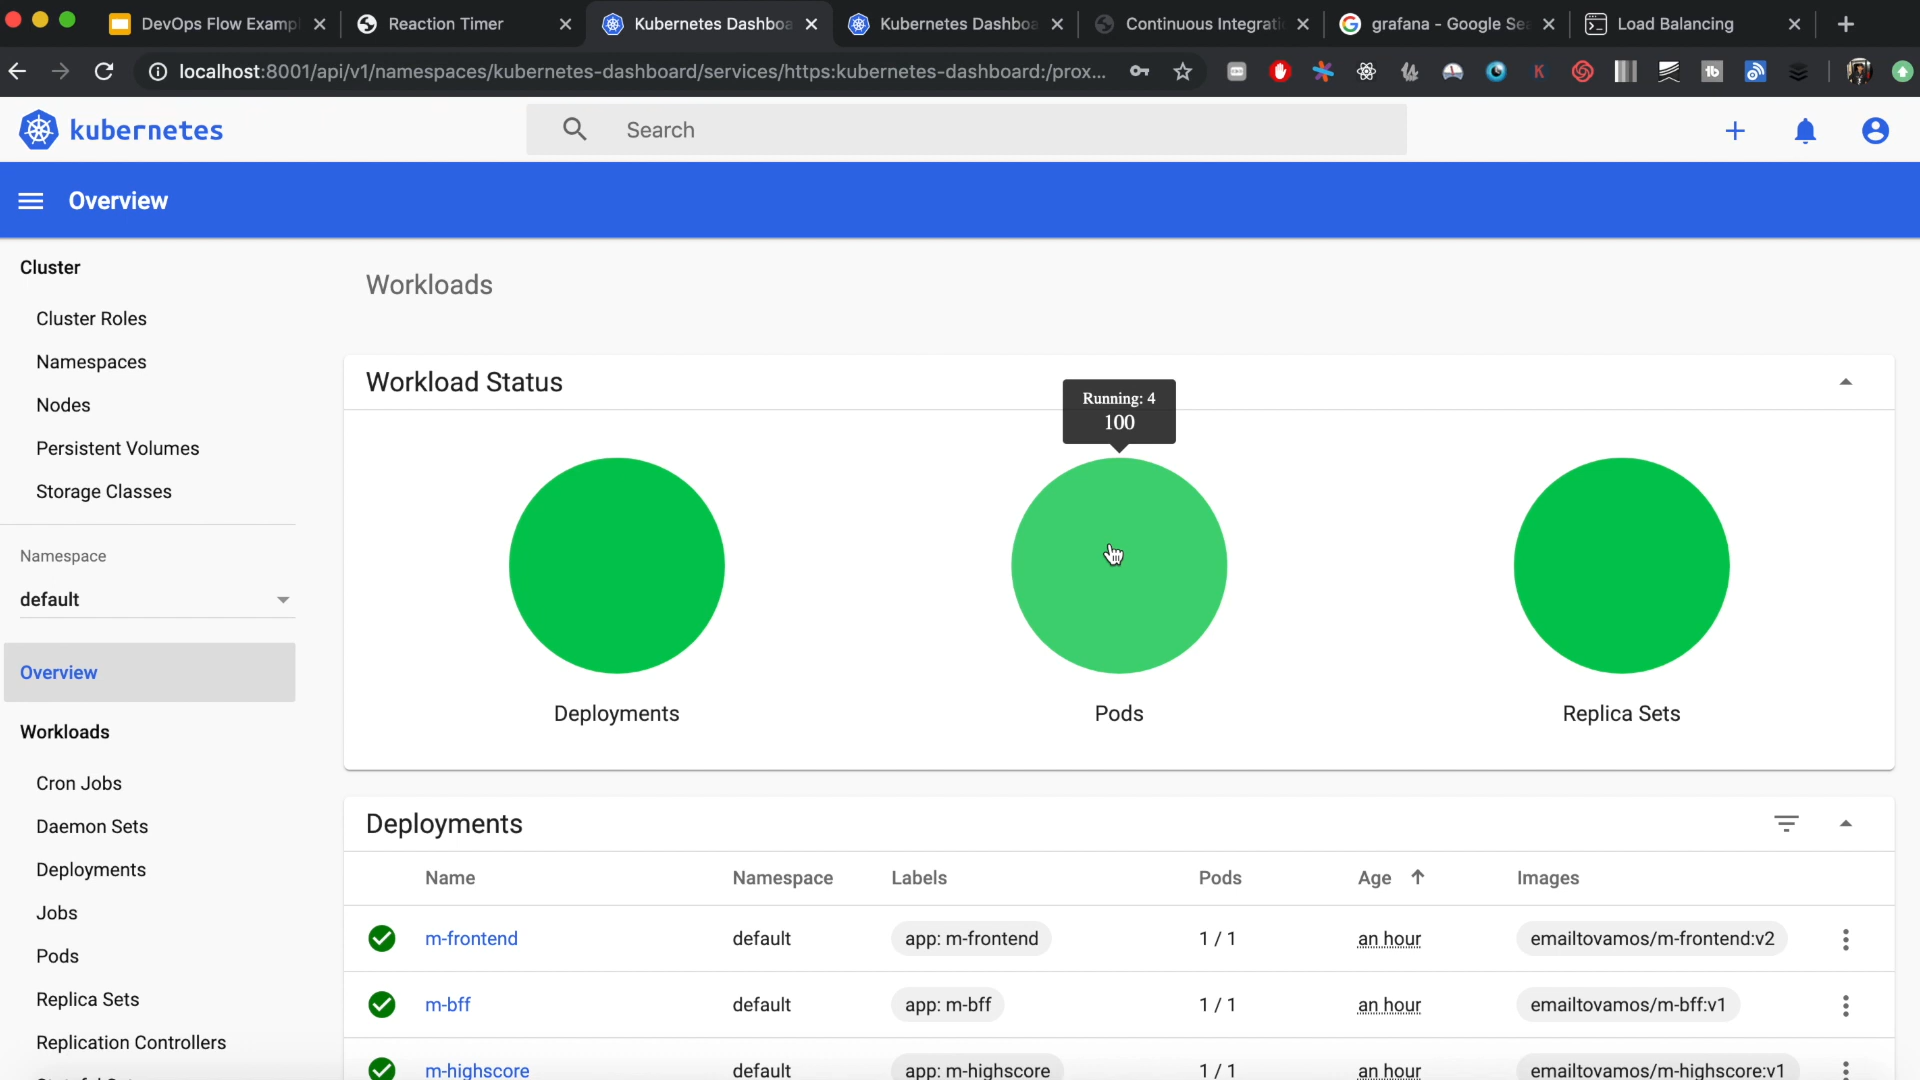 DevOps Flow Exampl
Reaction Timer
Kubernetes Dashboa
Kubernetes Dashboa
Continuous Integrati
grafana - Google Sea
Load Balancing
localhost:8001/api/v1/namespaces/kubernetes-dashboard/services/https:kubernetes-dashboard:/prox...
kubernetes
Search
Overview
Cluster
Cluster Roles
Namespaces
Nodes
Persistent Volumes
Storage Classes
Namespace
default
Overview
Workloads
Cron Jobs
Daemon Sets
Deployments
Jobs
Pods
Replica Sets
Replication Controllers
Workloads
Workload Status
Running: 4
100
Deployments
Pods
Replica Sets
Deployments
Name Namespace Labels Pods Age Images
m-frontend default app: m-frontend 1 / 1 an hour emailtovamos/m-frontend:v2
m-bff default app: m-bff 1 / 1 an hour emailtovamos/m-bff:v1
m-highscore default app: m-highscore 1 / 1 an hour emailtovamos/m-highscore:v1